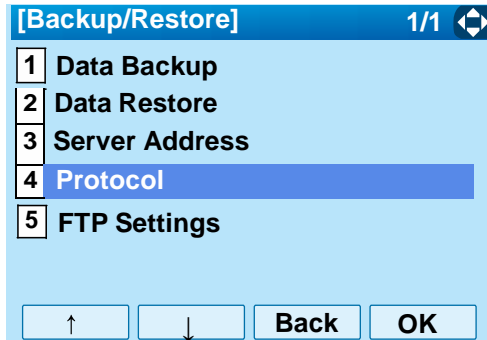 [Backup/Restore] 1/1
1 Data Backup
2 Data Restore
3 Server Address
4 Protocol
5 FTP Settings
↑ ↓ Back OK